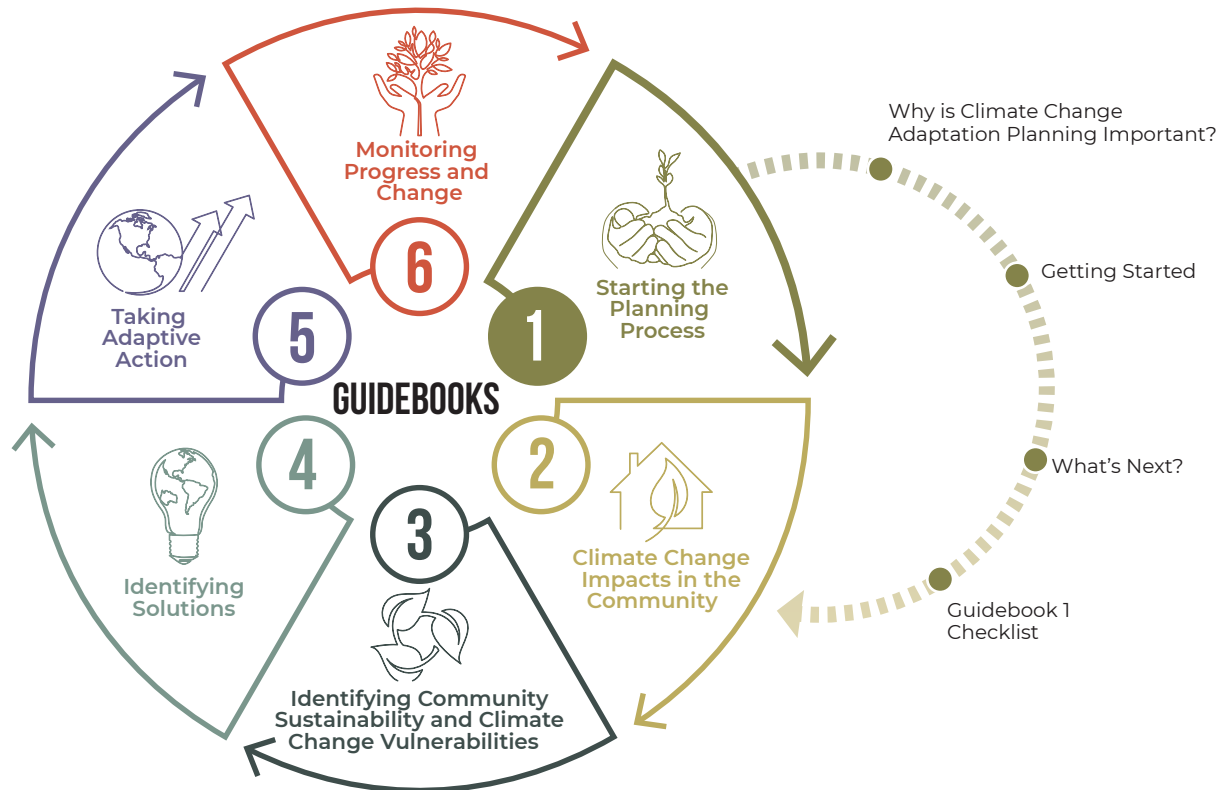 GUIDEBOOKS
1
Starting the
Planning
Process
2
Climate Change
Impacts in the
Community
3
Identifying Community
Sustainability and Climate
Change Vulnerabilities
4
Identifying
Solutions
5
Taking
Adaptive
Action
6
Monitoring
Progress and
Change
Why is Climate Change
Adaptation Planning Important?
Getting Started
What’s Next?
Guidebook 1
Checklist